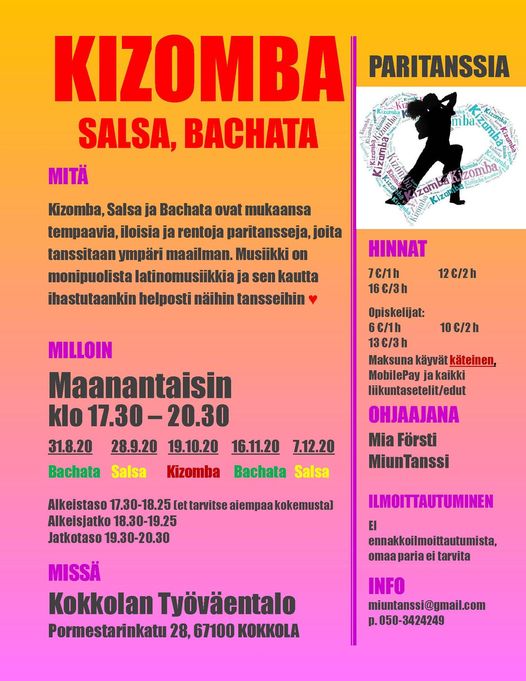 KIZOMBA
SALSA, BACHATA
MITÄ
Kizomba, Salsa ja Bachata ovat mukaansa
tempaavia, iloisia ja rentoja paritansseja, joita
tanssitaan ympäri maailman. Musiikki on
monipuolista latinomusiikkia ja sen kautta
ihastutaankin helposti näihin tansseihin ♥
MILLOIN
Maanantaisin
klo 17.30 – 20.30
31.8.20 28.9.20 19.10.20 16.11.20 7.12.20
Bachata Salsa Kizomba Bachata Salsa
Alkeistaso 17.30-18.25 (et tarvitse aiempaa kokemusta)
Alkeisjatko 18.30-19.25
Jatkotaso 19.30-20.30
MISSÄ
Kokkolan Työväentalo
Pormestarinkatu 28, 67100 KOKKOLA
PARITANSSIA
Kizomba
Kizomba
Kizomba
Kizomba
HINNAT
7 €/1 h 12 €/2 h
16 €/3 h
Opiskelijat:
6 €/1 h 10 €/2 h
13 €/3 h
Maksuna käyvät käteinen,
MobilePay ja kaikki
liikuntasetelit/edut
OHJAAJANA
Mia Försti
MiunTanssi
ILMOITTAUTUMINEN
Ei
ennakkoilmoittautumista,
omaa paria ei tarvita
INFO
miuntanssi@gmail.com
p. 050-3424249